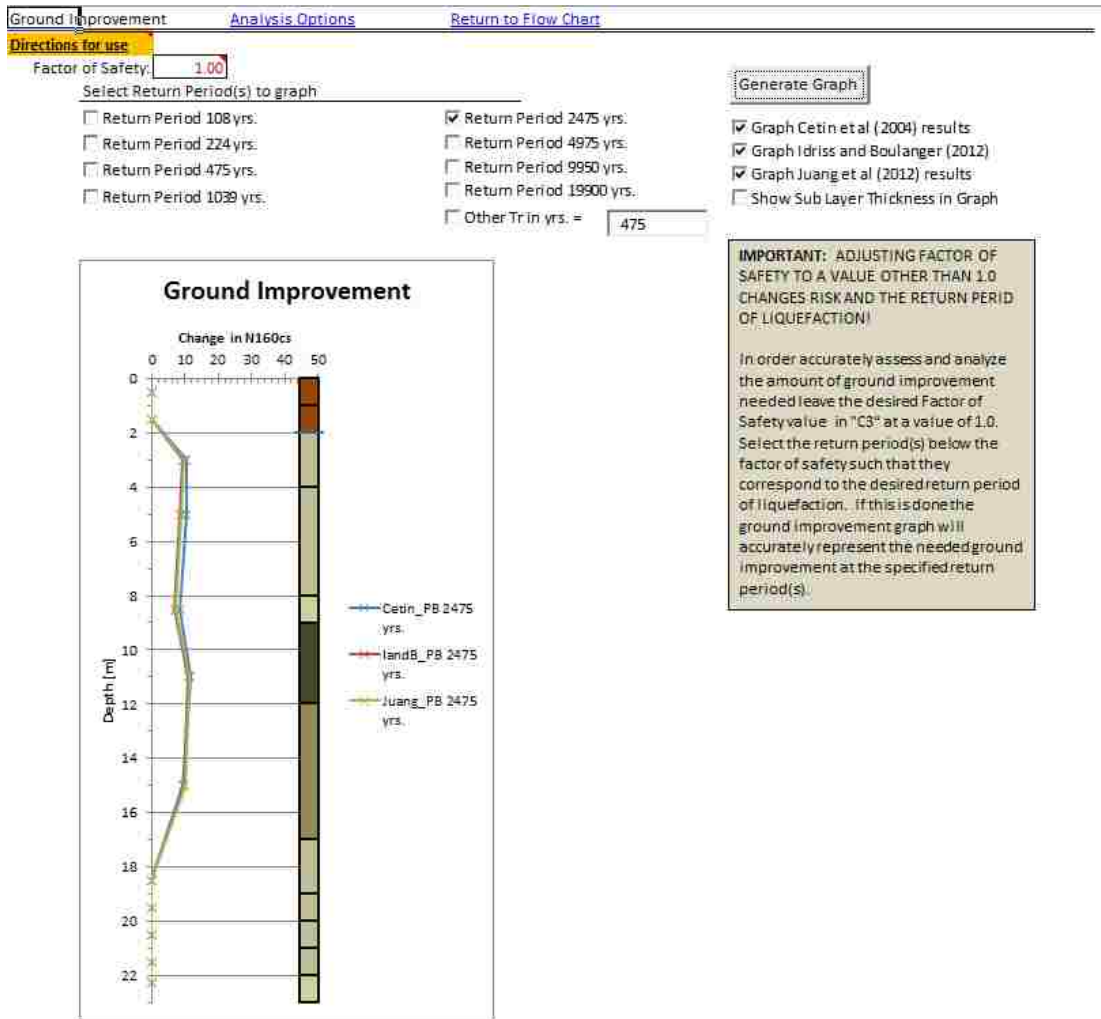 Ground Improvement Analysis Options Return to Flow Chart
Directions for use
Factor of Safety: 1.00
Select Return Period(s) to graph
Return Period 108 yrs.
Return Period 224 yrs.
Return Period 475 yrs.
Return Period 1039 yrs.
Return Period 2475 yrs.
Return Period 4975 yrs.
Return Period 9950 yrs.
Return Period 19900 yrs.
Other Tr in yrs. = 475
Generate Graph
Graph Cetin et al (2004) results
Graph Idriss and Boulanger (2012)
Graph Juang et al (2012) results
Show Sub Layer Thickness in Graph
IMPORTANT: ADJUSTING FACTOR OF
SAFETY TO A VALUE OTHER THAN 1.0
CHANGES RISK AND THE RETURN PERID
OF LIQUEFACTION!
In order accurately assess and analyze
the amount of ground improvement
needed leave the desired Factor of
Safety value in "C3" at a value of 1.0.
Select the return period(s) below the
factor of safety such that they
correspond to the desired return period
of liquefaction. If this is done the
ground improvement graph will
accurately represent the needed ground
improvement at the specified return
period(s).
Ground Improvement
Change in N160cs
0 10 20 30 40 50
0
2
4
6
8
10
12
14
16
18
20
22
Depth [m]
Cetin_PB 2475
yrs.
IandB_PB 2475
yrs.
Juang_PB 2475
yrs.